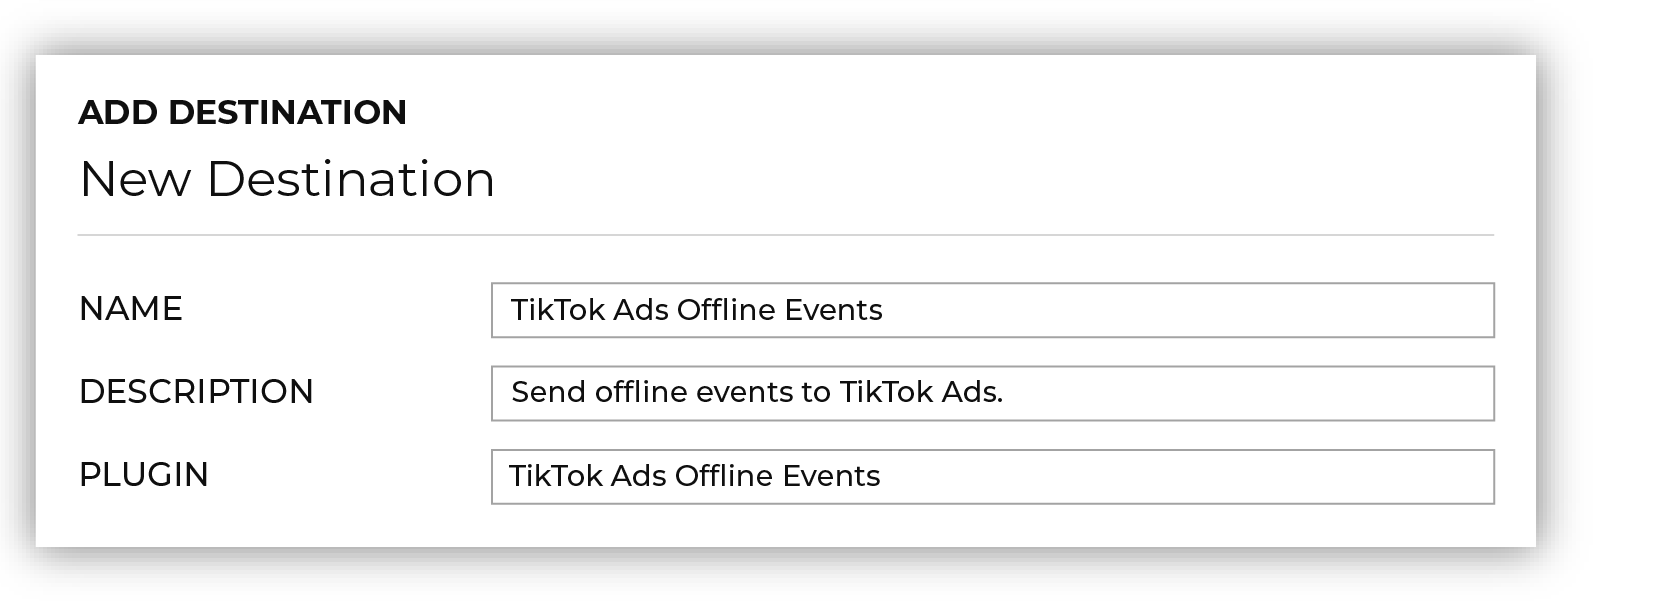 ADD DESTINATION
New Destination
NAME TikTok Ads Offline Events
DESCRIPTION Send offline events to TikTok Ads.
PLUGIN TikTok Ads Offline Events